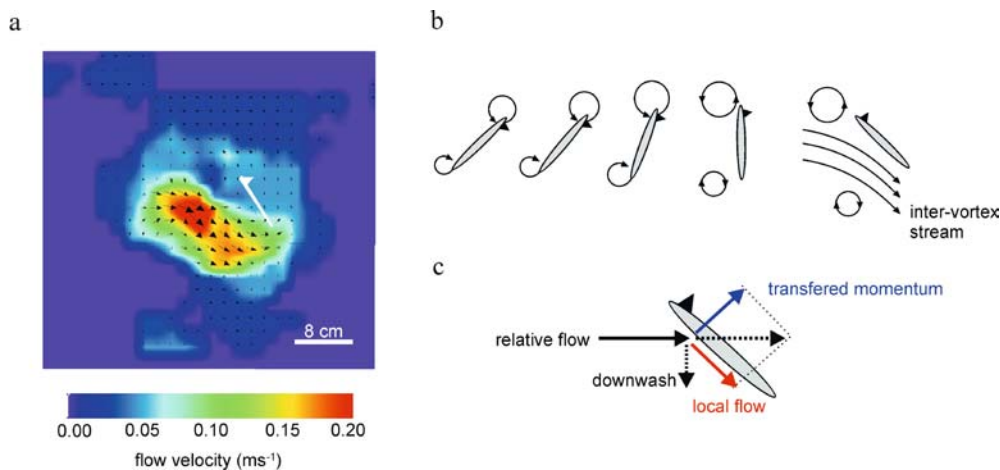 a
8 cm
0.00 0.05 0.10 0.15 0.20
flow velocity (ms⁻¹)
b
inter-vortex
stream
c
transfered momentum
relative flow
downwash
local flow